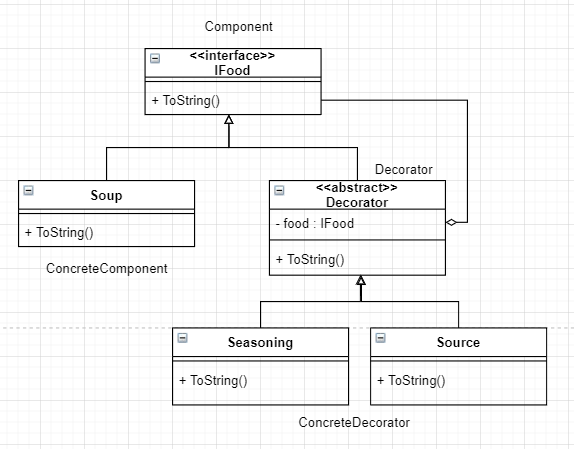 Component
<<interface>>
IFood
+ ToString()
Decorator
Soup
+ ToString()
<<abstract>>
Decorator
- food : IFood
+ ToString()
ConcreteComponent
Seasoning
+ ToString()
Source
+ ToString()
ConcreteDecorator